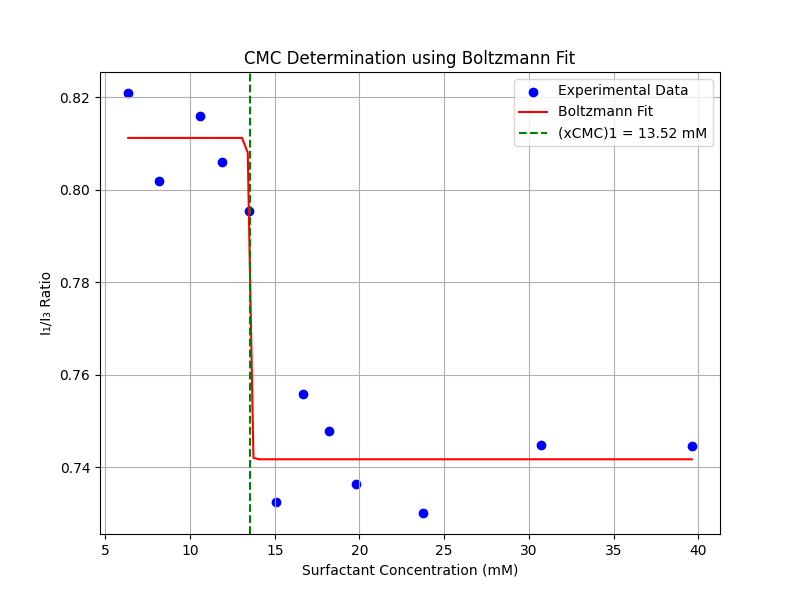 CMC Determination using Boltzmann Fit
Experimental Data
Boltzmann Fit
(xCMC)1 = 13.52 mM
I₁/I₃ Ratio
0.82
0.80
0.78
0.76
0.74
5 10 15 20 25 30 35 40
Surfactant Concentration (mM)